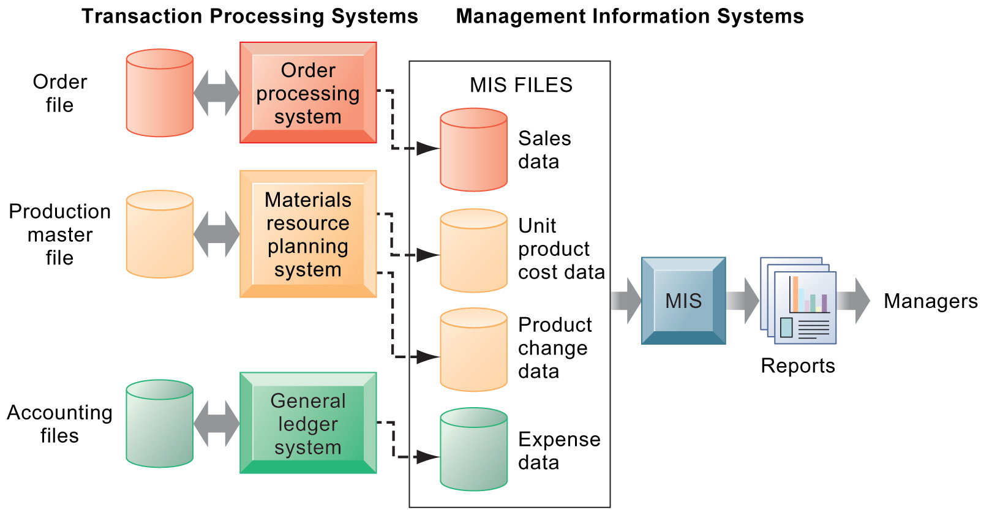 Transaction Processing Systems
Management Information Systems
Order
file
Order
processing
system
MIS FILES
Sales
data
Production
master
file
Materials
resource
planning
system
Unit
product
cost data
Product
change
data
MIS
Reports
Managers
Accounting
files
General
ledger
system
Expense
data